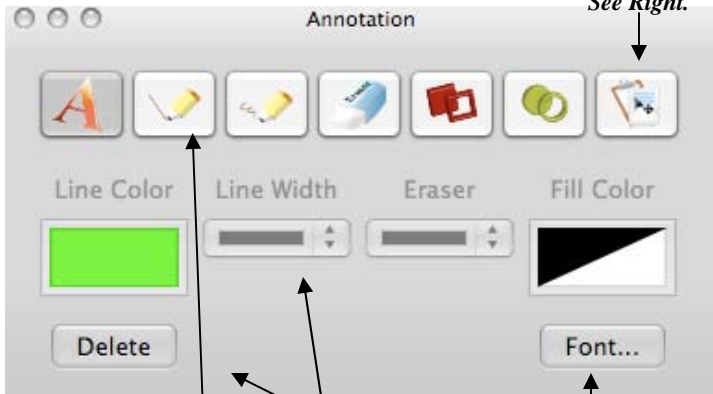 See Right.
Annotation
A
Line Color Line Width Eraser Fill Color
Delete Font...